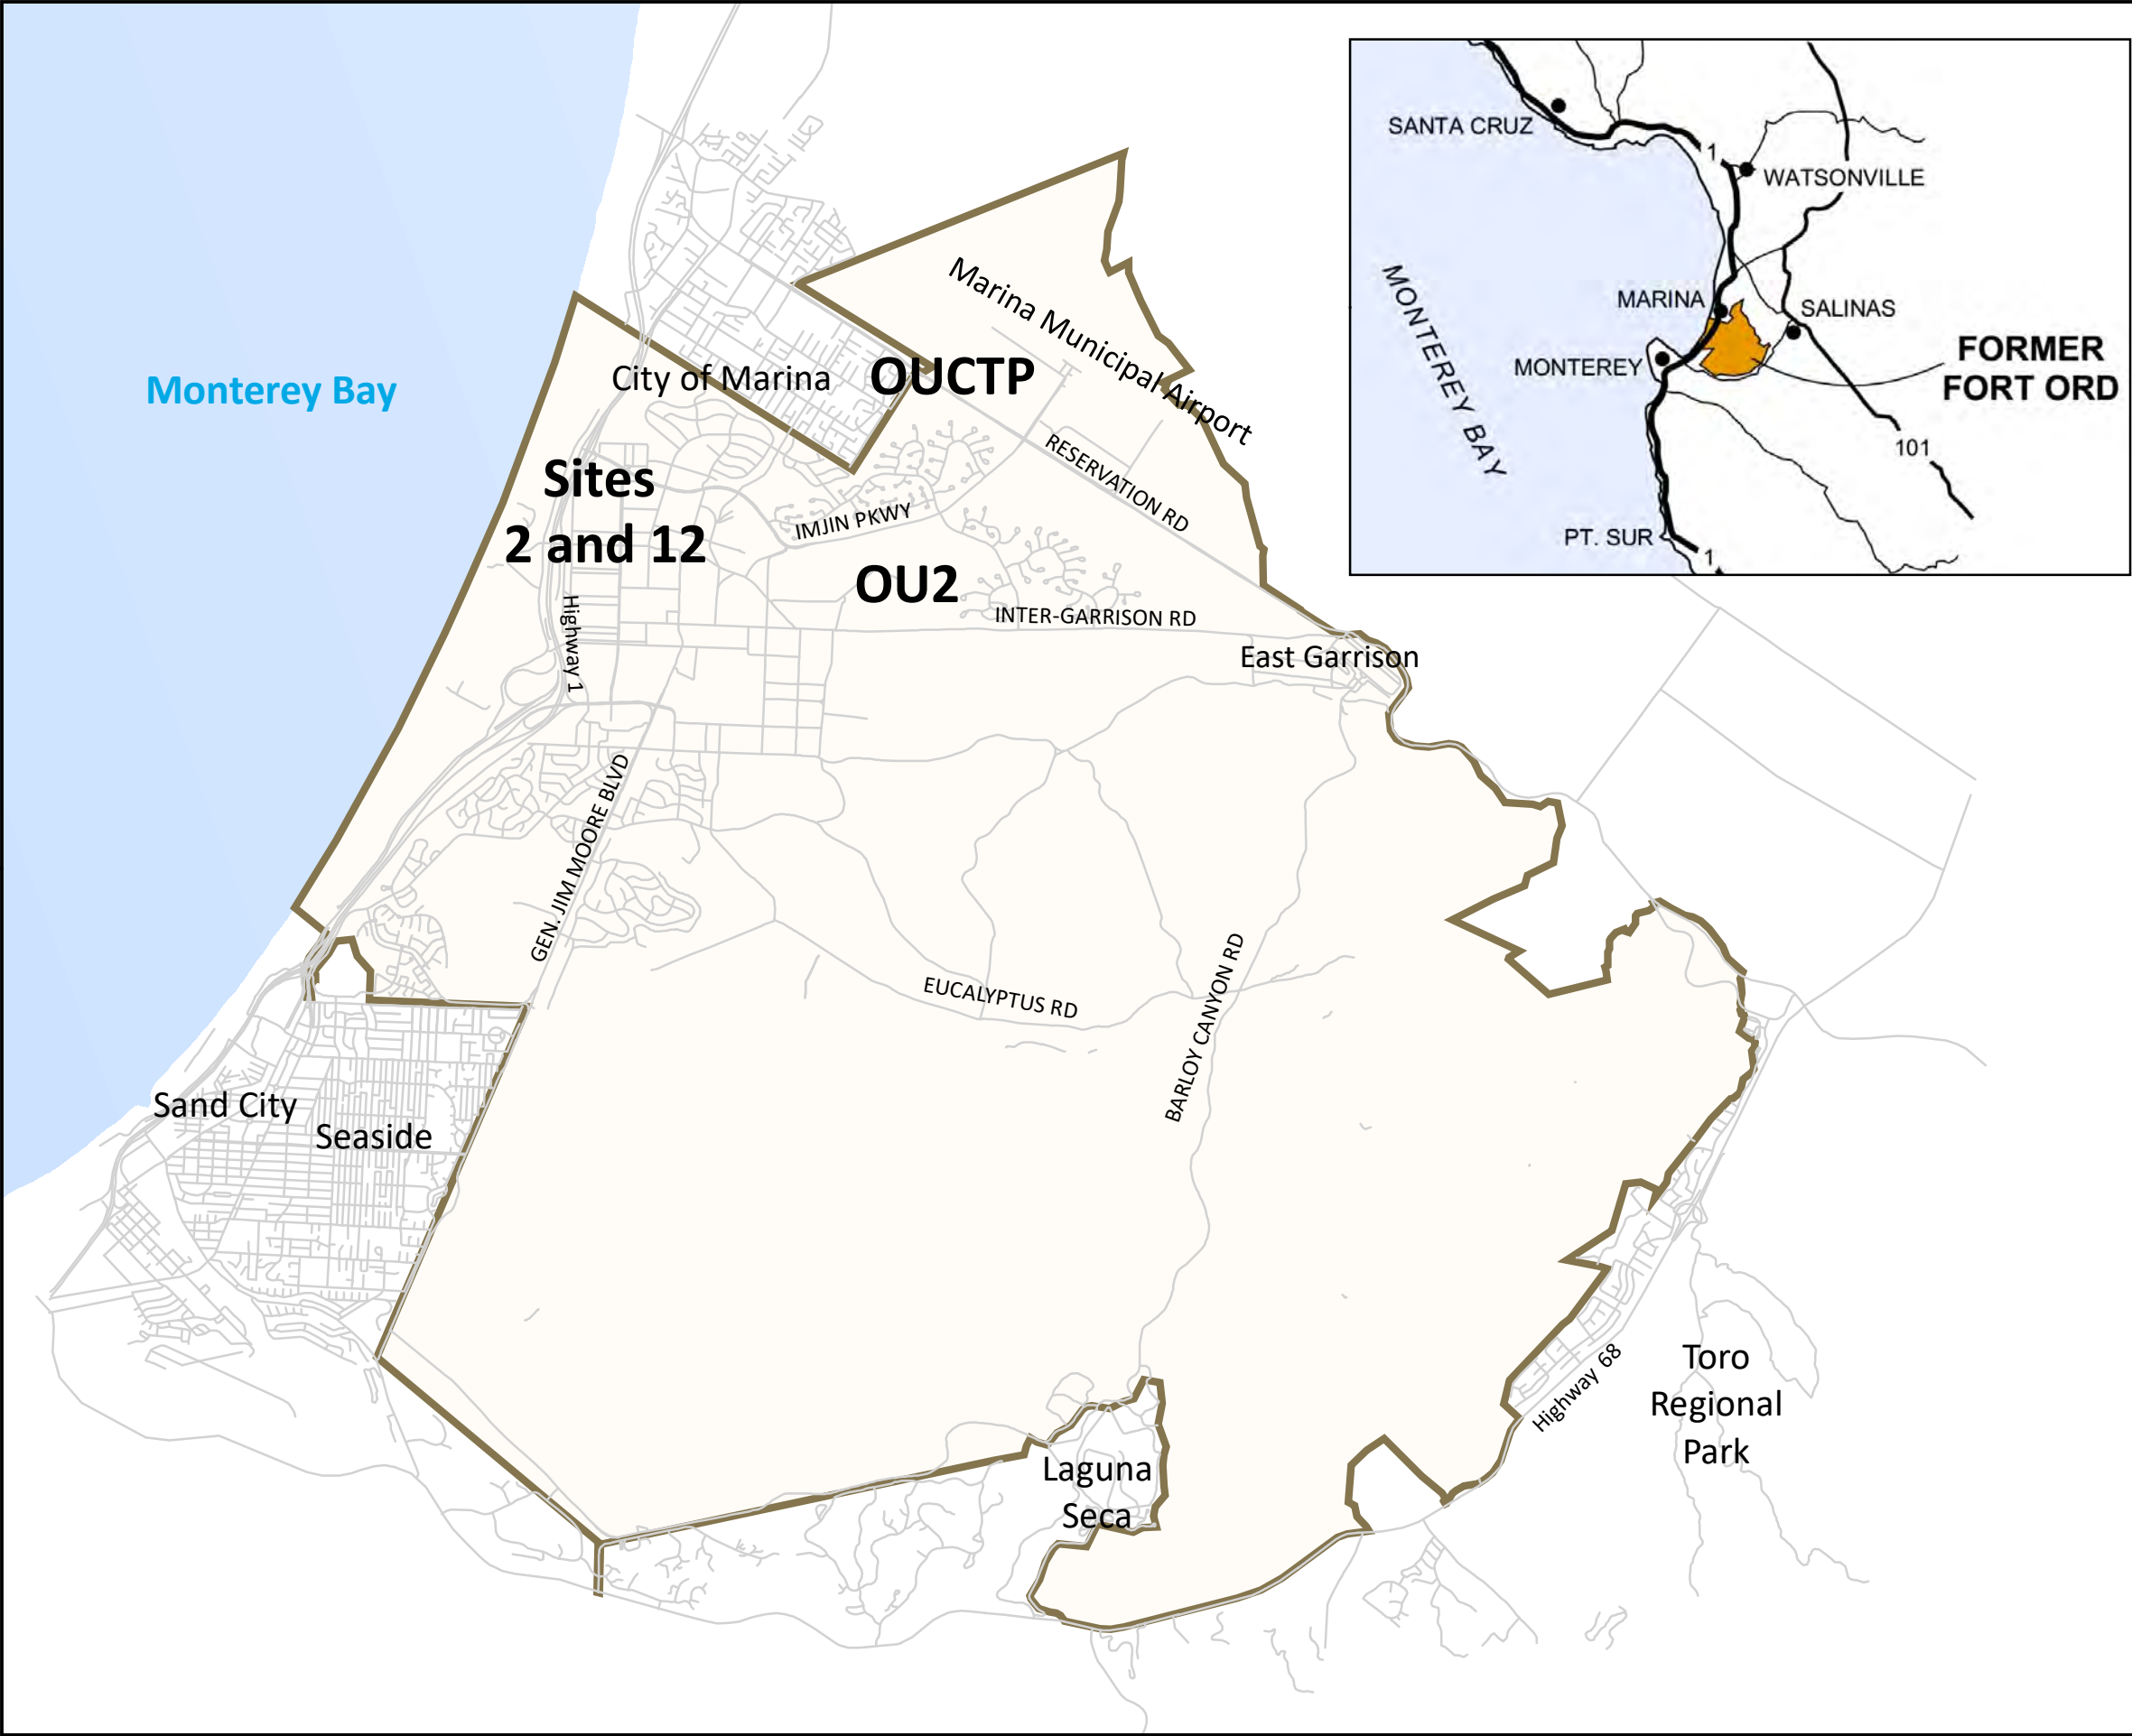 SANTA CRUZ
1
WATSONVILLE
MONTEREY BAY
MARINA
SALINAS
MONTEREY
FORMER
FORT ORD
101
PT. SUR
1
Monterey Bay
Marina Municipal Airport
City of Marina
OUCTP
RESERVATION RD
Sites
2 and 12
IMJIN PKWY
OU2
Highway 1
INTER-GARRISON RD
East Garrison
GEN. JIM MOORE BLVD
EUCALYPTUS RD
BARLOY CANYON RD
Sand City
Seaside
Highway 68
Toro
Regional
Park
Laguna
Seca